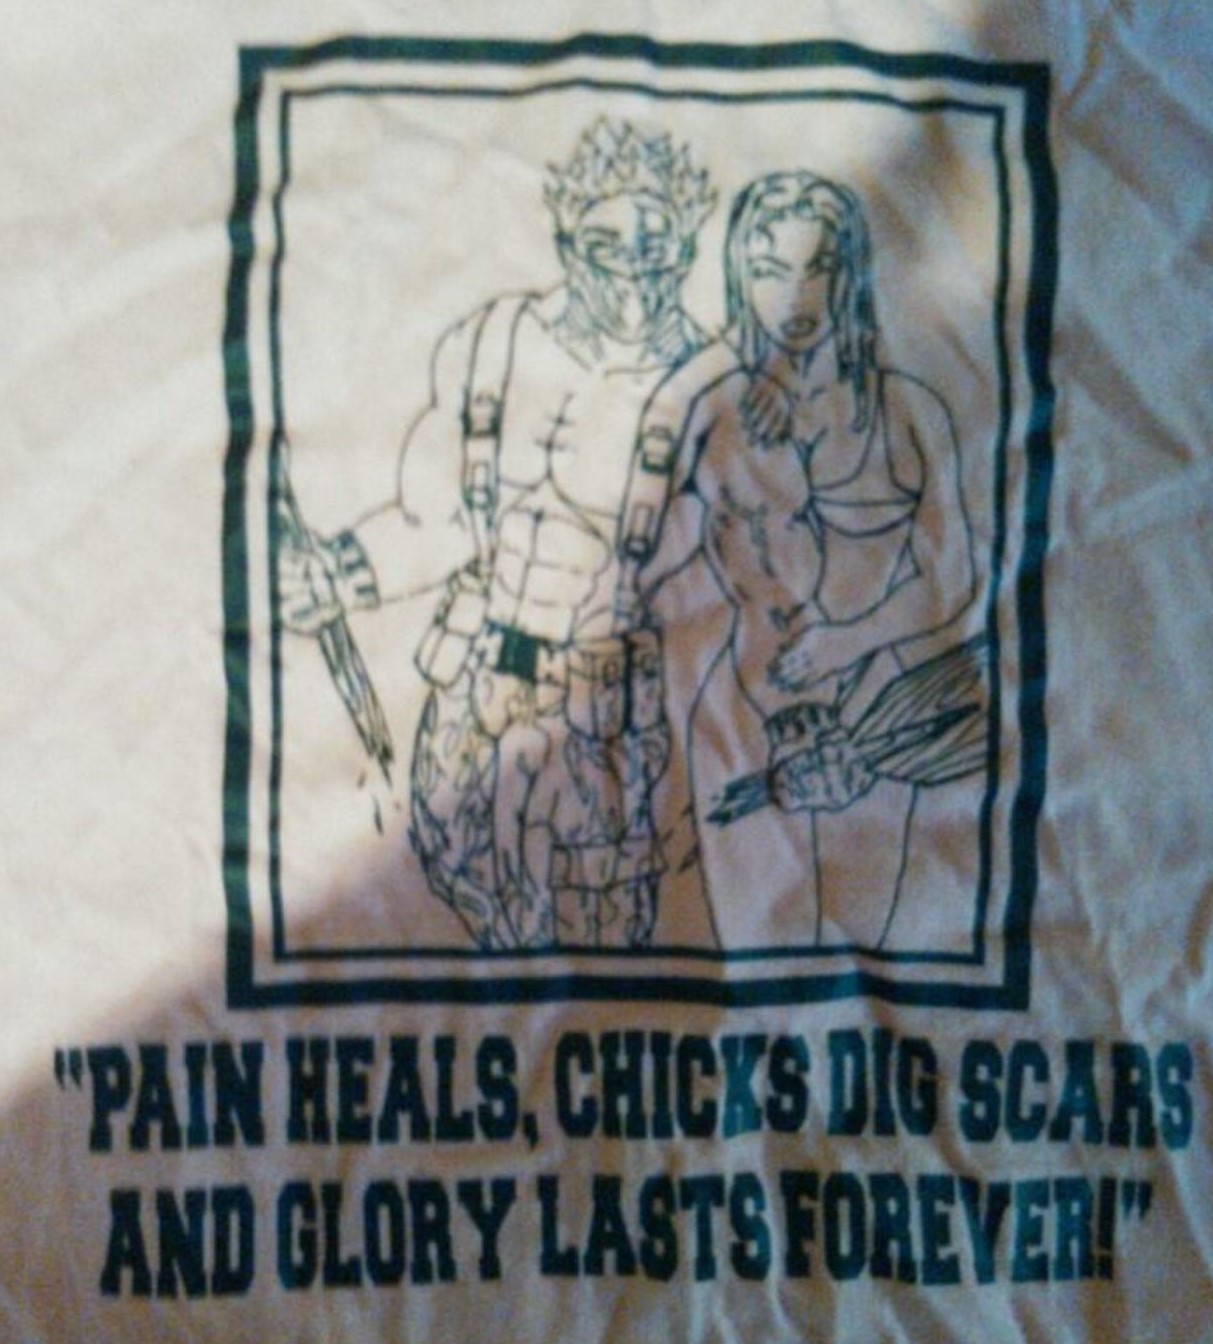 "PAIN HEALS, CHICKS DIG SCARS
AND GLORY LASTS FOREVER!"